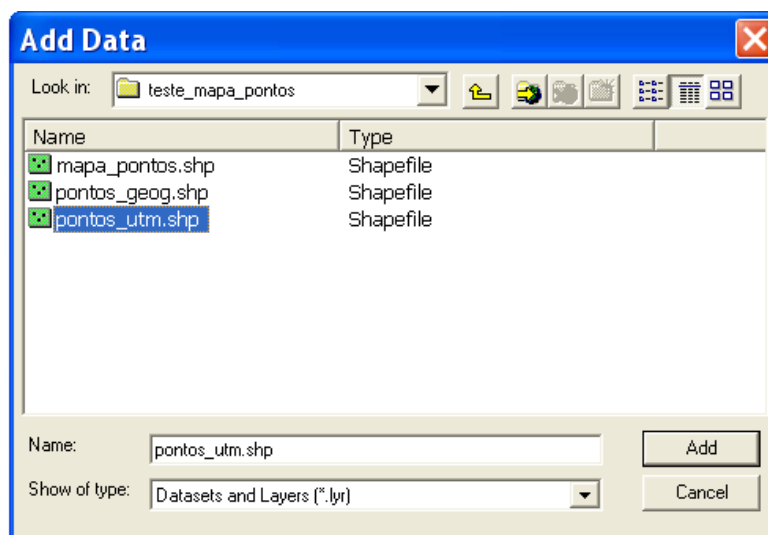 Add Data
Look in: teste_mapa_pontos
Name Type
mapa_pontos.shp Shapefile
pontos_geog.shp Shapefile
pontos_utm.shp Shapefile
Name: pontos_utm.shp Add
Show of type: Datasets and Layers (*.lyr) Cancel